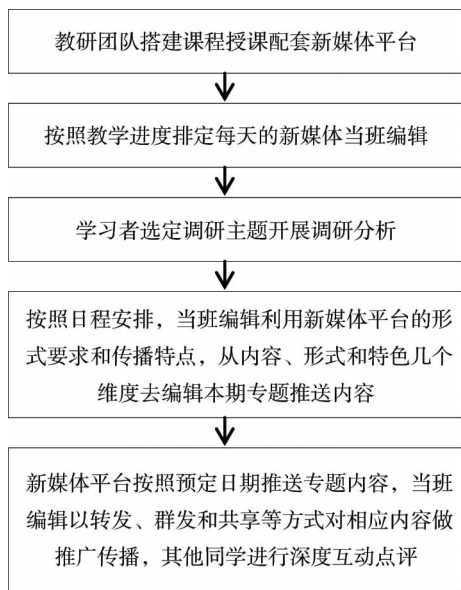 教研团队搭建课程授课配套新媒体平台
按照教学进度排定每天的新媒体当班编辑
学习者选定调研主题开展调研分析
按照日程安排，当班编辑利用新媒体平台的形
式要求和传播特点，从内容、形式和特色几个
维度去编辑本期专题推送内容
新媒体平台按照预定日期推送专题内容，当班
编辑以转发、群发和共享等方式对相应内容做
推广传播，其他同学进行深度互动点评